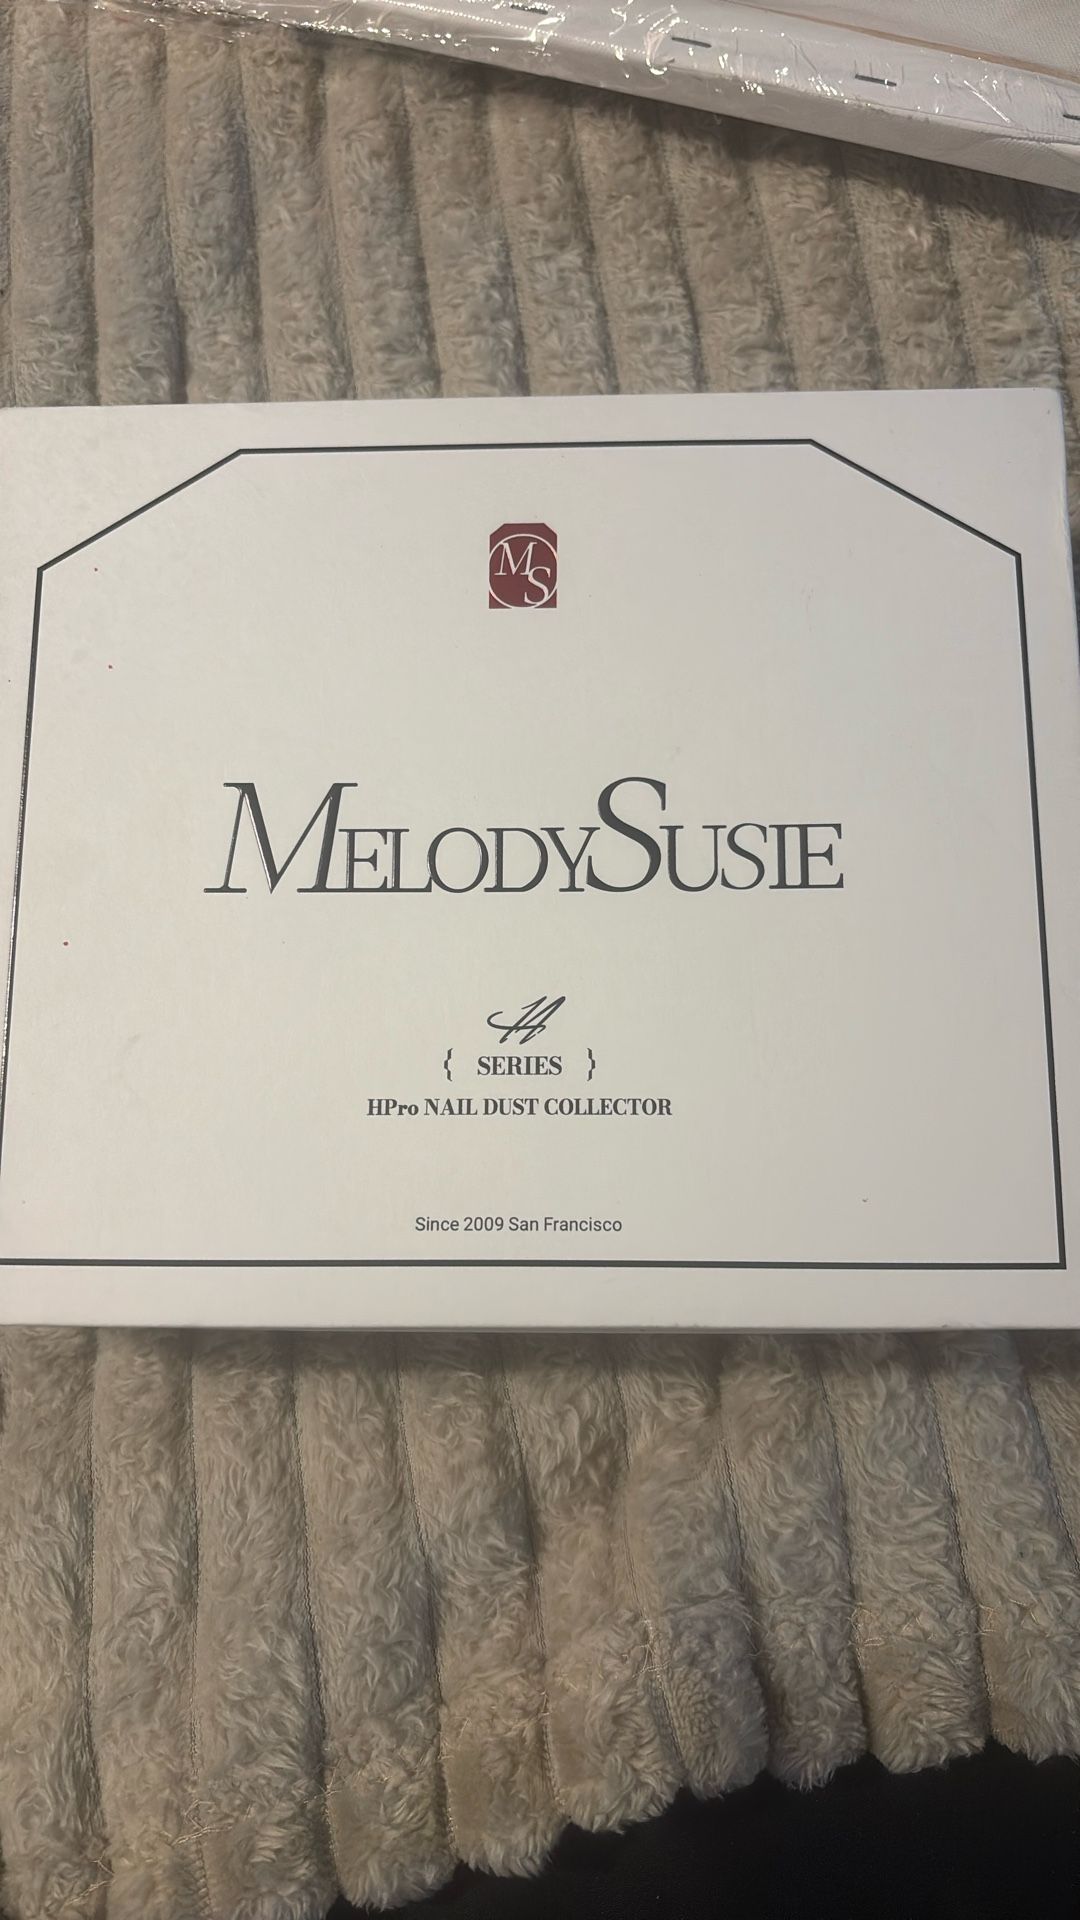 MS
MELODYSUSIE
H
{ SERIES }
HPro NAIL DUST COLLECTOR
Since 2009 San Francisco